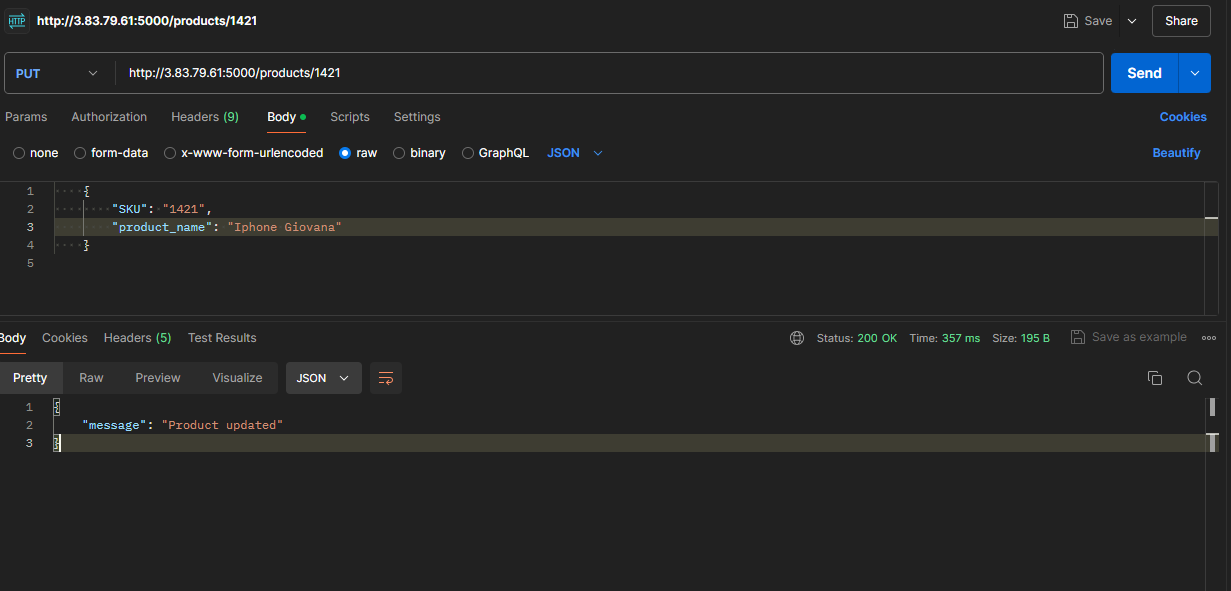 HTTP http://3.83.79.61:5000/products/1421 Save Share
PUT http://3.83.79.61:5000/products/1421 Send
Params Authorization Headers (9) Body Scripts Settings Cookies
none form-data x-www-form-urlencoded raw binary GraphQL JSON Beautify
1 {
2 "SKU": "1421",
3 "product_name": "Iphone Giovana"
4 }
5
Body Cookies Headers (5) Test Results Status: 200 OK Time: 357 ms Size: 195 B Save as example
Pretty Raw Preview Visualize JSON
1 {
2 "message": "Product updated"
3 }